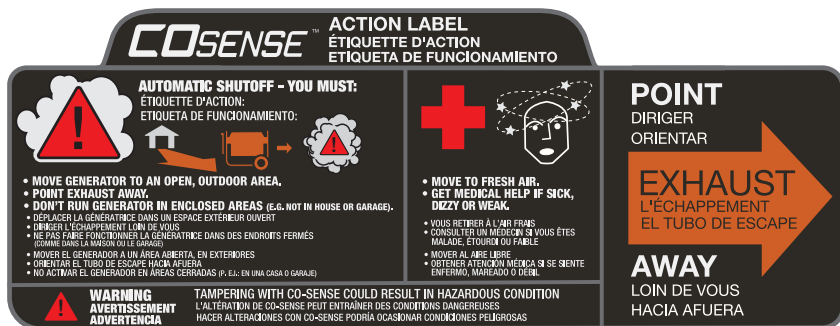 COSENSE™
ACTION LABEL
ÉTIQUETTE D'ACTION
ETIQUETA DE FUNCIONAMIENTO
AUTOMATIC SHUTOFF - YOU MUST:
ÉTIQUETTE D'ACTION:
ETIQUETA DE FUNCIONAMIENTO:
• MOVE GENERATOR TO AN OPEN, OUTDOOR AREA.
• POINT EXHAUST AWAY.
• DON'T RUN GENERATOR IN ENCLOSED AREAS (E.G. NOT IN HOUSE OR GARAGE).
• DÉPLACER LA GÉNÉRATRICE DANS UN ESPACE EXTÉRIEUR OUVERT
• DIRIGER L'ÉCHAPPEMENT LOIN DE VOUS
• NE PAS FAIRE FONCTIONNER LA GÉNÉRATRICE DANS DES ENDROITS FERMÉS
(COMME DANS LA MAISON OU LE GARAGE)
• MOVER EL GENERADOR A UN ÁREA ABIERTA, EN EXTERIORES
• ORIENTAR EL TUBO DE ESCAPE HACIA AFUERA
• NO ACTIVAR EL GENERADOR EN ÁREAS CERRADAS (P. EJ.: EN UNA CASA O GARAJE)
• MOVE TO FRESH AIR.
• GET MEDICAL HELP IF SICK,
DIZZY OR WEAK.
• VOUS RETIRER À L'AIR FRAIS
• CONSULTER UN MÉDECIN SI VOUS ÊTES
MALADE, ÉTOURDI OU FAIBLE
• MOVER AL AIRE LIBRE
• OBTENER ATENCIÓN MÉDICA SI SE SIENTE
ENFERMO, MAREADO O DÉBIL
POINT
DIRIGER
ORIENTAR
EXHAUST
L'ÉCHAPPEMENT
EL TUBO DE ESCAPE
AWAY
LOIN DE VOUS
HACIA AFUERA
WARNING
AVERTISSEMENT
ADVERTENCIA
TAMPERING WITH CO-SENSE COULD RESULT IN HAZARDOUS CONDITION
L'ALTÉRATION DE CO-SENSE PEUT ENTRAÎNER DES CONDITIONS DANGEREUSES
HACER ALTERACIONES CON CO-SENSE PODRÍA OCASIONAR CONDICIONES PELIGROSAS